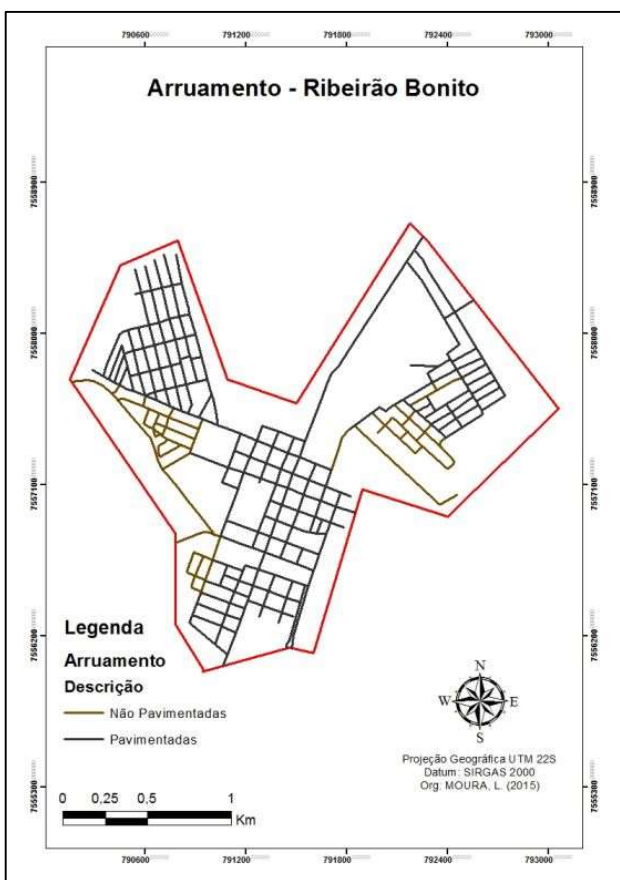 790600 791200 791800 792400 793000
Arruamento - Ribeirão Bonito
7558900 7558900
7558000 7558000
7557100 7557100
7556200 7556200
7555300 7555300
Legenda
Arruamento
Descrição
Não Pavimentadas
Pavimentadas
0 0,25 0,5 1
Km
N
W E
S
Projeção Geográfica UTM 22S
Datum: SIRGAS 2000
Org: MOURA, L. (2015)
790600 791200 791800 792400 793000